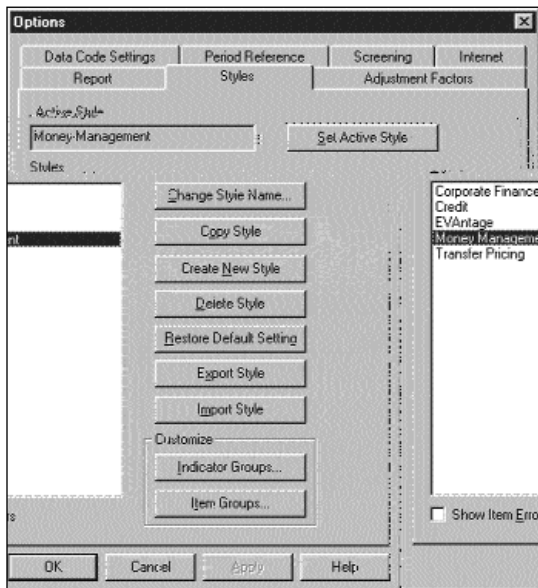 Options
Data Code Settings Period Reference Screening Internet
Report Styles Adjustment Factors
Active Style
Money-Management Set Active Style
Styles
Change Style Name...
Copy Style
Create New Style
Delete Style
Restore Default Setting
Export Style
Import Style
Customize
Indicator Groups...
Item Groups...
Corporate Finance
Credit
EVAntage
Money Manageme
Transfer Pricing
Show Item Erro
OK Cancel Apply Help